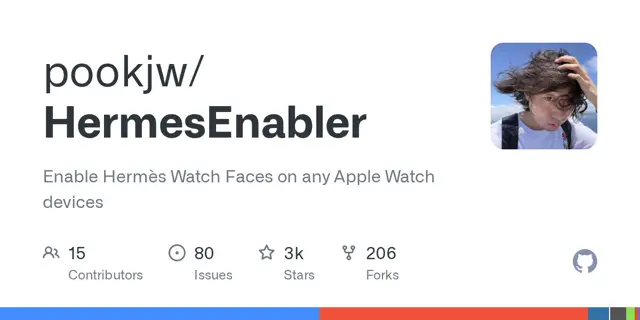 pookjw/
HermesEnabler
Enable Hermès Watch Faces on any Apple Watch
devices
15
Contributors
80
Issues
3k
Stars
206
Forks